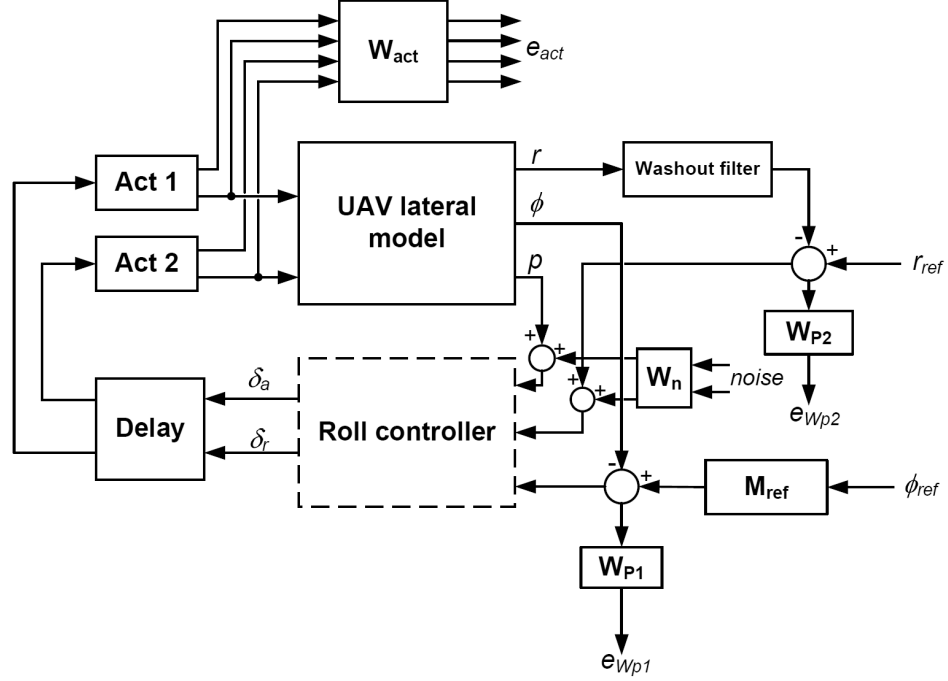 W_act
e_act
Act 1
Act 2
UAV lateral
model
r
ϕ
p
Washout filter
-
+
r_ref
W_P2
e_Wp2
+
+
+
+
W_n
noise
δ_a
δ_r
Delay
Roll controller
-
+
M_ref
ϕ_ref
W_P1
e_Wp1